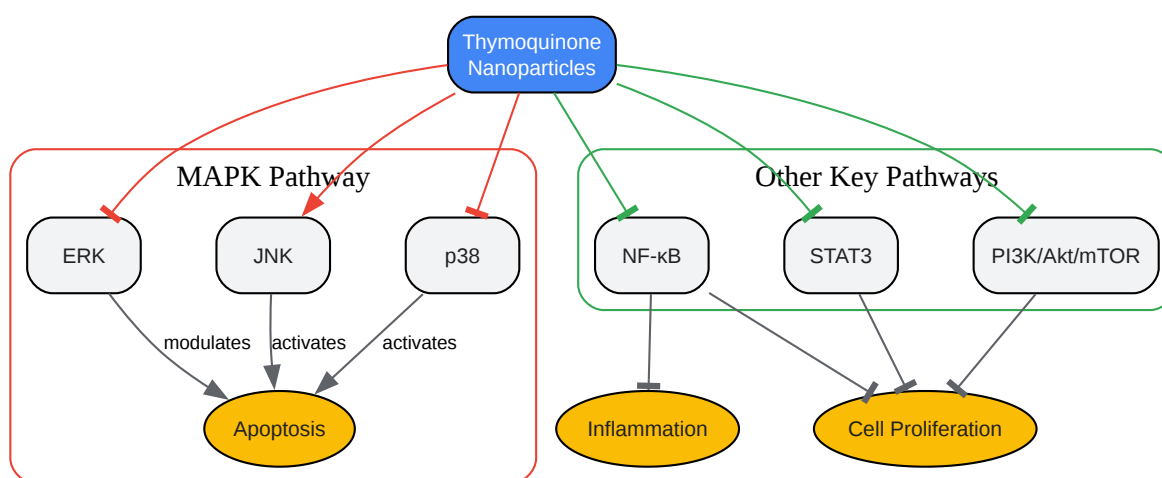 Thymoquinone
Nanoparticles
MAPK Pathway
Other Key Pathways
ERK
JNK
p38
NF-κB
STAT3
PI3K/Akt/mTOR
modulates
activates
activates
Apoptosis
Inflammation
Cell Proliferation